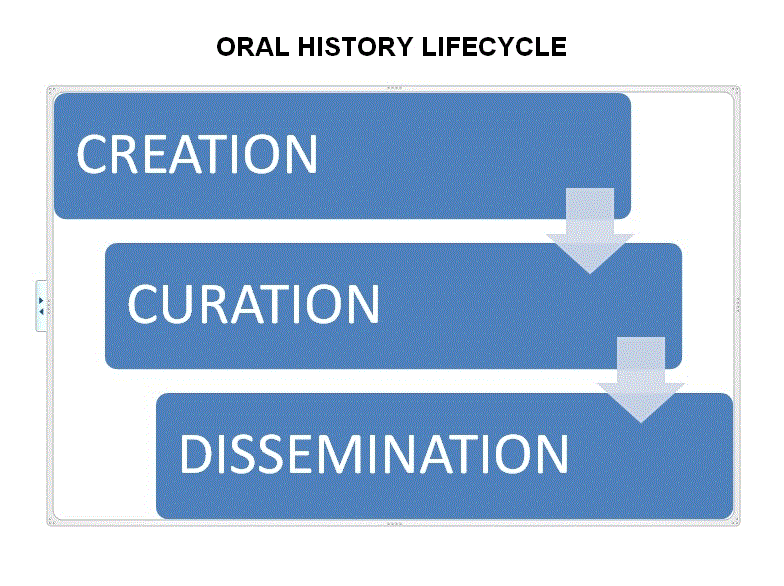 ORAL HISTORY LIFECYCLE
CREATION
CURATION
DISSEMINATION